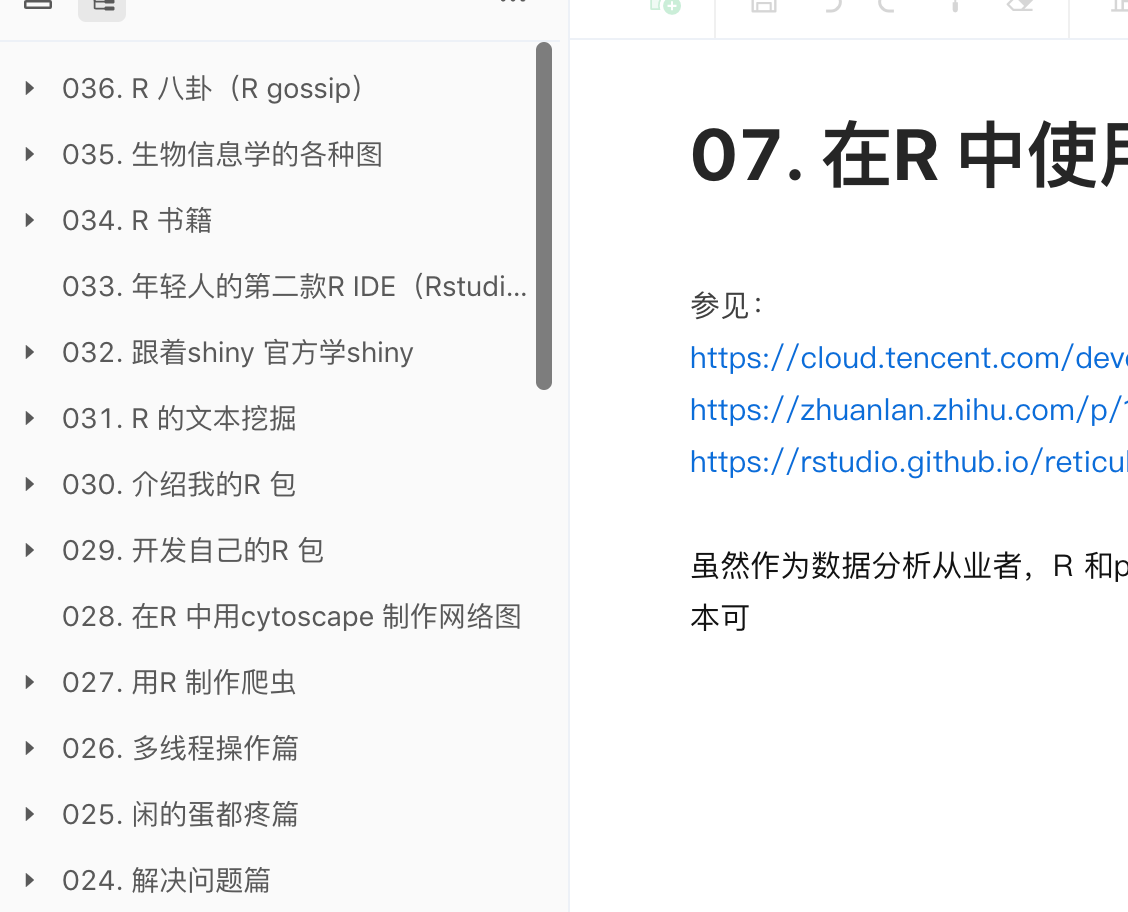 036. R 八卦（R gossip）
035. 生物信息学的各种图
034. R 书籍
033. 年轻人的第二款R IDE（Rstudi...
032. 跟着shiny 官方学shiny
031. R 的文本挖掘
030. 介绍我的R 包
029. 开发自己的R 包
028. 在R 中用cytoscape 制作网络图
027. 用R 制作爬虫
026. 多线程操作篇
025. 闲的蛋都疼篇
024. 解决问题篇
07. 在R 中使用
参见：
https://cloud.tencent.com/deve
https://zhuanlan.zhihu.com/p/1
https://rstudio.github.io/reticul
虽然作为数据分析从业者，R 和p
本可